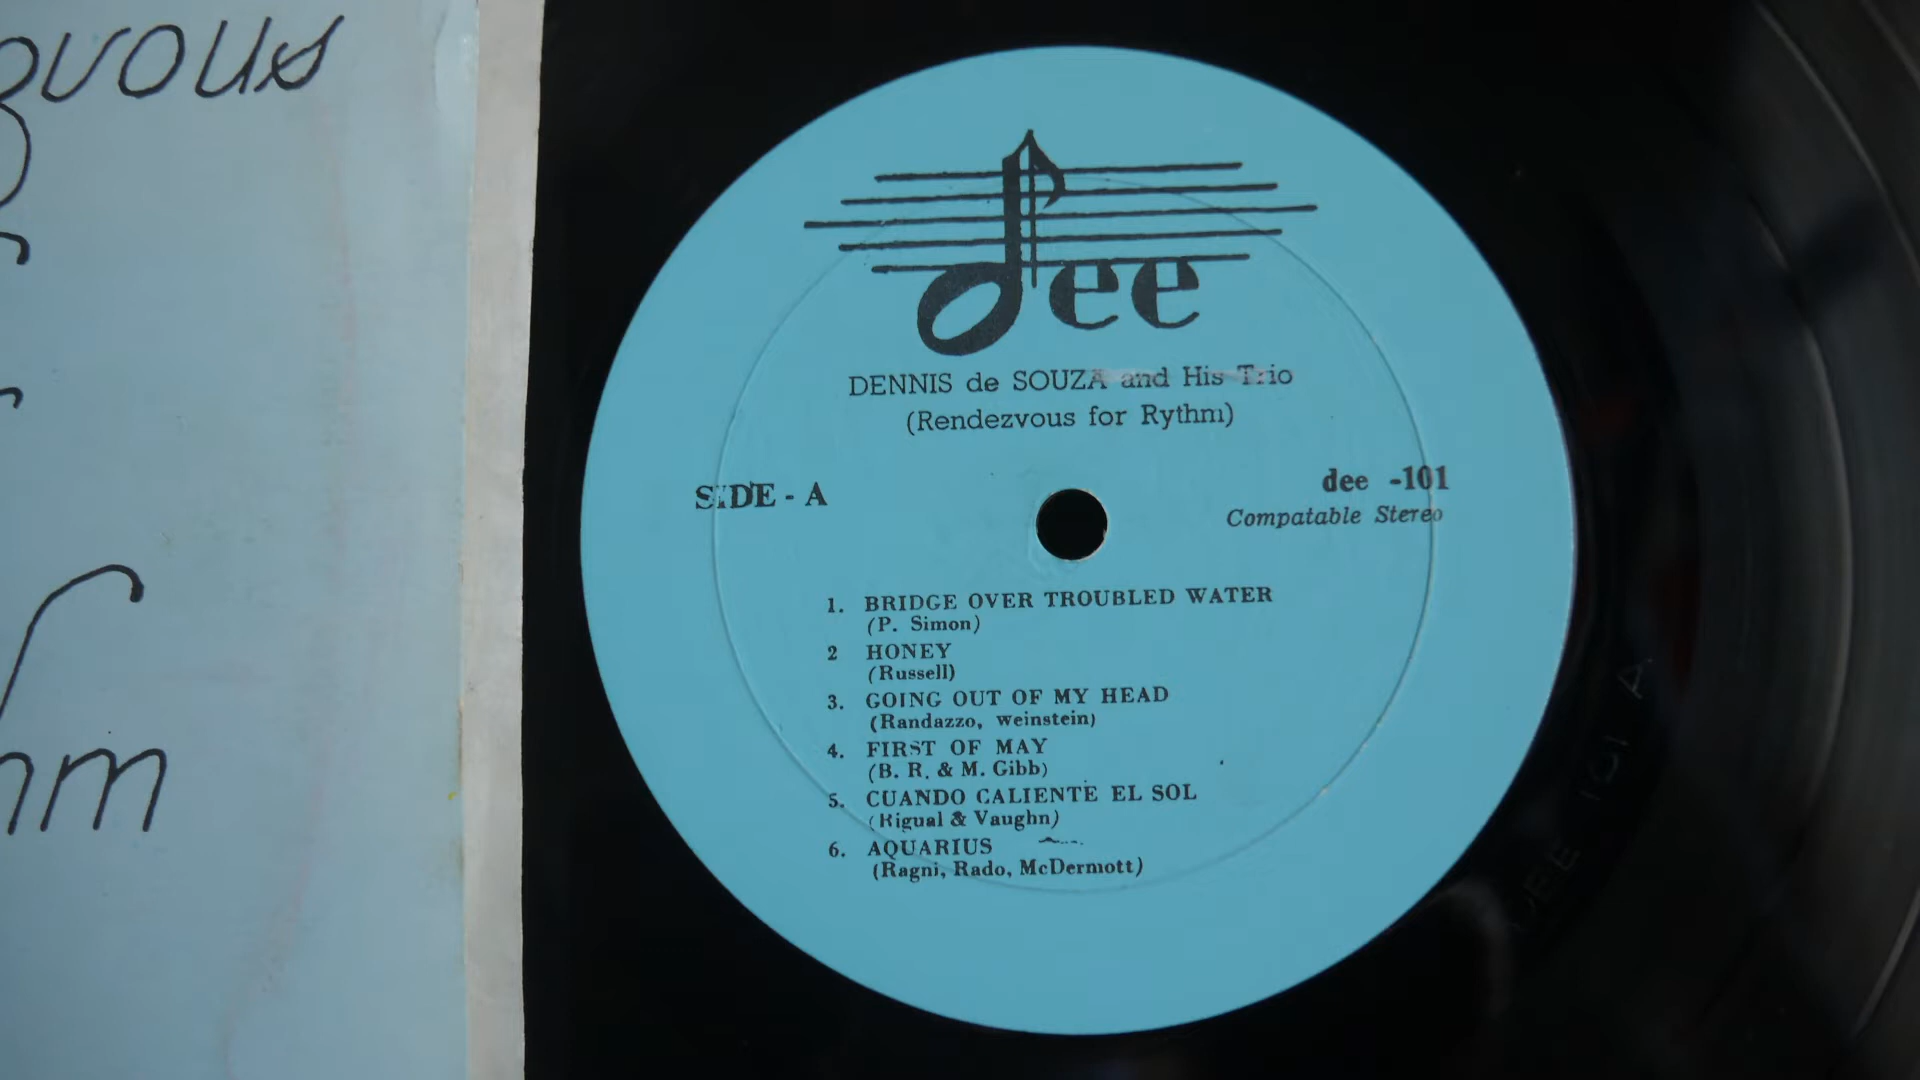 dee
DENNIS de SOUZA and His Trio
(Rendezvous for Rythm)
SIDE - A
dee -101
Compatable Stereo
1. BRIDGE OVER TROUBLED WATER
(P. Simon)
2 HONEY
(Russell)
3. GOING OUT OF MY HEAD
(Randazzo, weinstein)
4. FIRST OF MAY
(B. R. & M. Gibb)
5. CUANDO CALIENTE EL SOL
(Rigual & Vaughn)
6. AQUARIUS
(Ragni, Rado, McDermott)
DEE 101 A